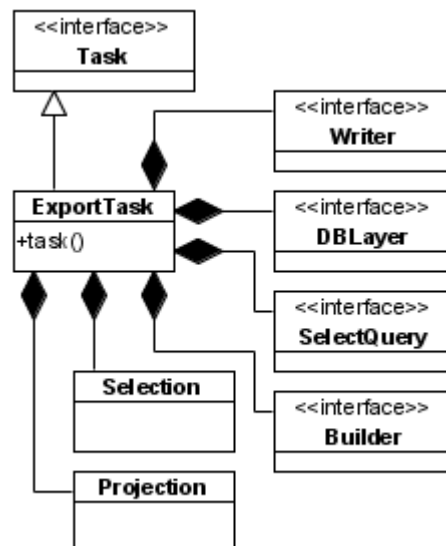 <<interface>>
Task
<<interface>>
Writer
ExportTask
+task()
<<interface>>
DBLayer
<<interface>>
SelectQuery
Selection
<<interface>>
Builder
Projection